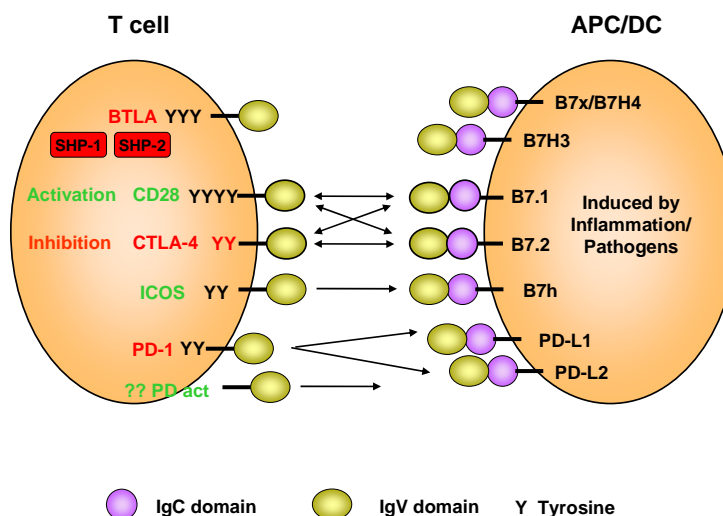 T cell
APC/DC
BTLA YYY
SHP-1 SHP-2
Activation CD28 YYYY
Inhibition CTLA-4 YY
ICOS YY
PD-1 YY
?? PD act
B7x/B7H4
B7H3
B7.1
B7.2
B7h
PD-L1
PD-L2
Induced by
Inflammation/
Pathogens
IgC domain
IgV domain
Y Tyrosine